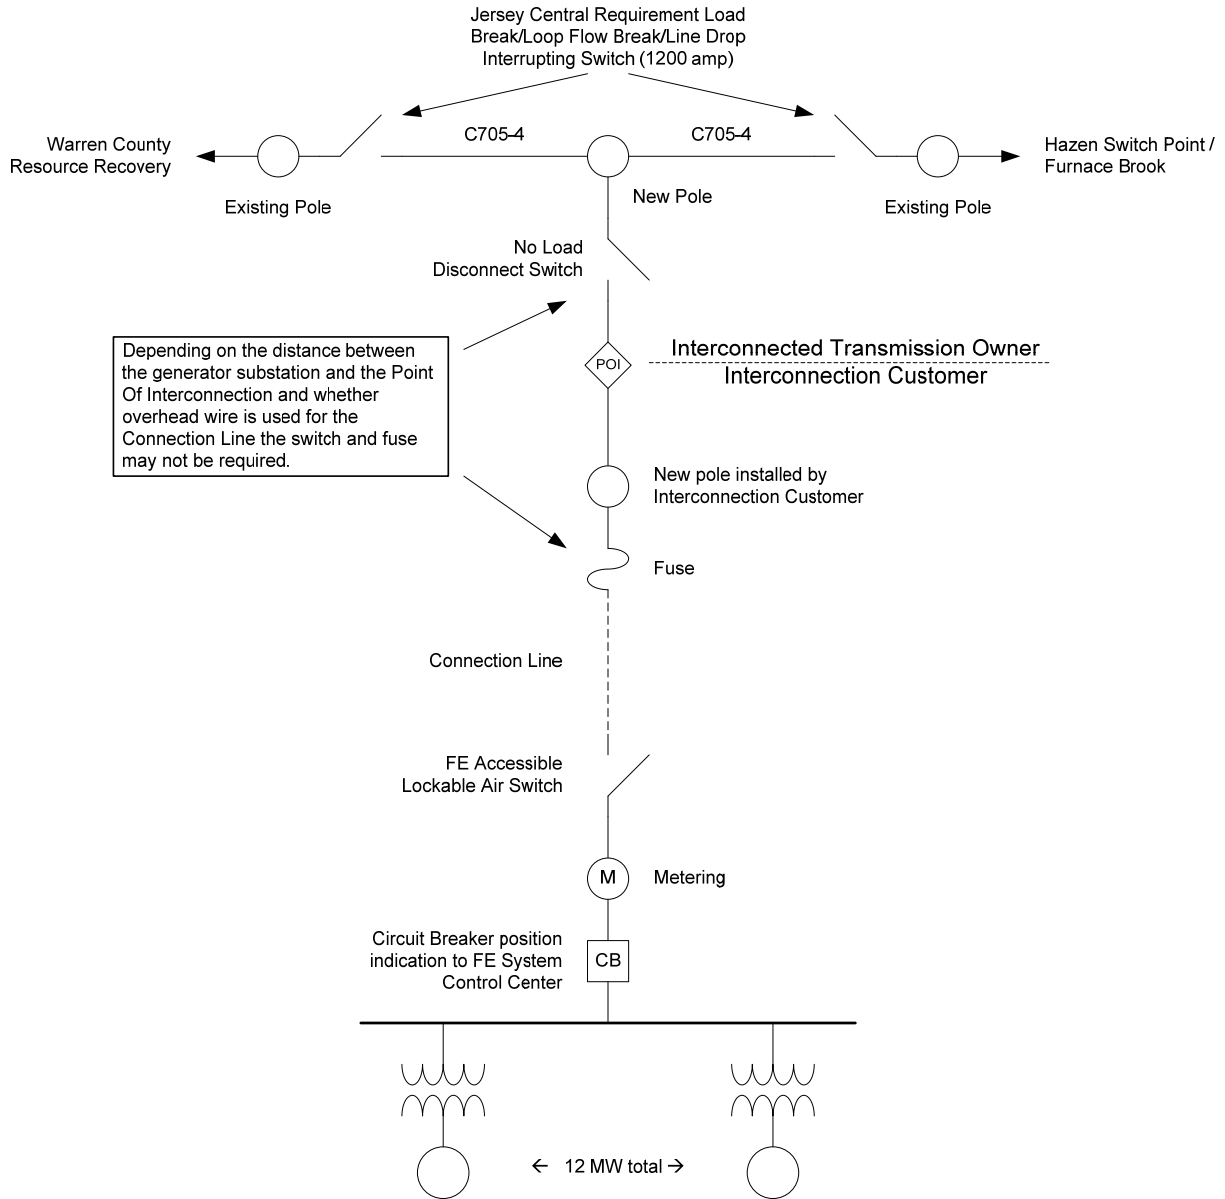 Jersey Central Requirement Load
Break/Loop Flow Break/Line Drop
Interrupting Switch (1200 amp)
C705-4
C705-4
Warren County
Resource Recovery
Hazen Switch Point /
Furnace Brook
Existing Pole
New Pole
Existing Pole
No Load
Disconnect Switch
Depending on the distance between
the generator substation and the Point
Of Interconnection and whether
overhead wire is used for the
Connection Line the switch and fuse
may not be required.
POI
Interconnected Transmission Owner
Interconnection Customer
New pole installed by
Interconnection Customer
Fuse
Connection Line
FE Accessible
Lockable Air Switch
M
Metering
Circuit Breaker position
indication to FE System
Control Center
CB
← 12 MW total →